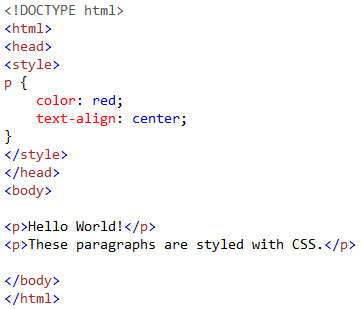 <!DOCTYPE html>
<html>
<head>
<style>
p {
    color: red;
    text-align: center;
}
</style>
</head>
<body>

<p>Hello World!</p>
<p>These paragraphs are styled with CSS.</p>

</body>
</html>